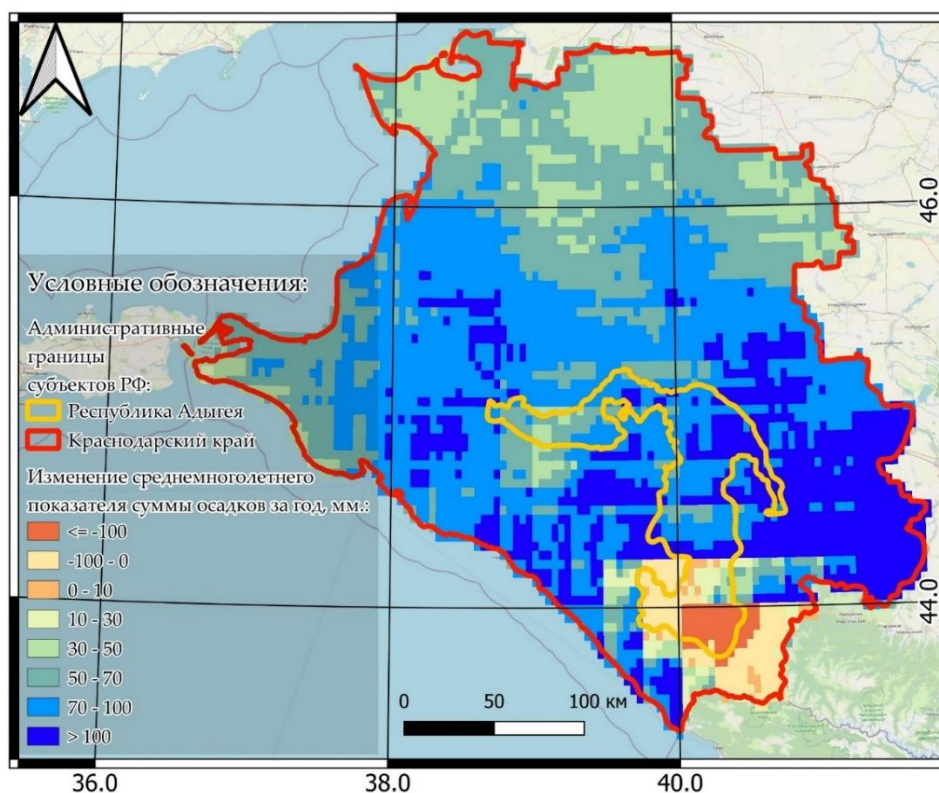 46.0
Условные обозначения:
Административные
границы
субъектов РФ:
Республика Адыгея
Краснодарский край
Изменение среднемноголетнего
показателя суммы осадков за год, мм.:
<= -100
-100 - 0
0 - 10
10 - 30
30 - 50
50 - 70
70 - 100
> 100
44.0
0 50 100 км
36.0 38.0 40.0